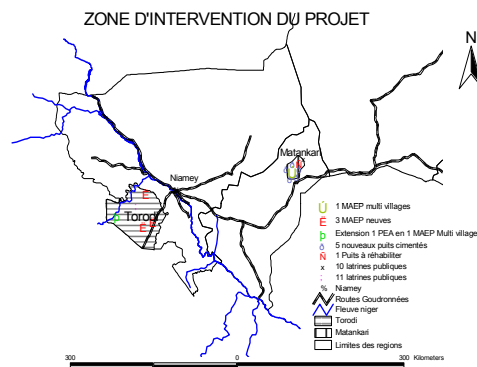 ZONE D'INTERVENTION DU PROJET
N
Matankari
Niamey
Torodi
1 MAEP multi villages
3 MAEP neuves
Extension 1 PEA en 1 MAEP Multi village
5 nouveaux puits cimentés
1 Puits à réhabiliter
10 latrines publiques
11 latrines publiques
Niamey
Routes Goudronnées
Fleuve niger
Torodi
Matankari
Limites des regions
300 0 300 Kilometers